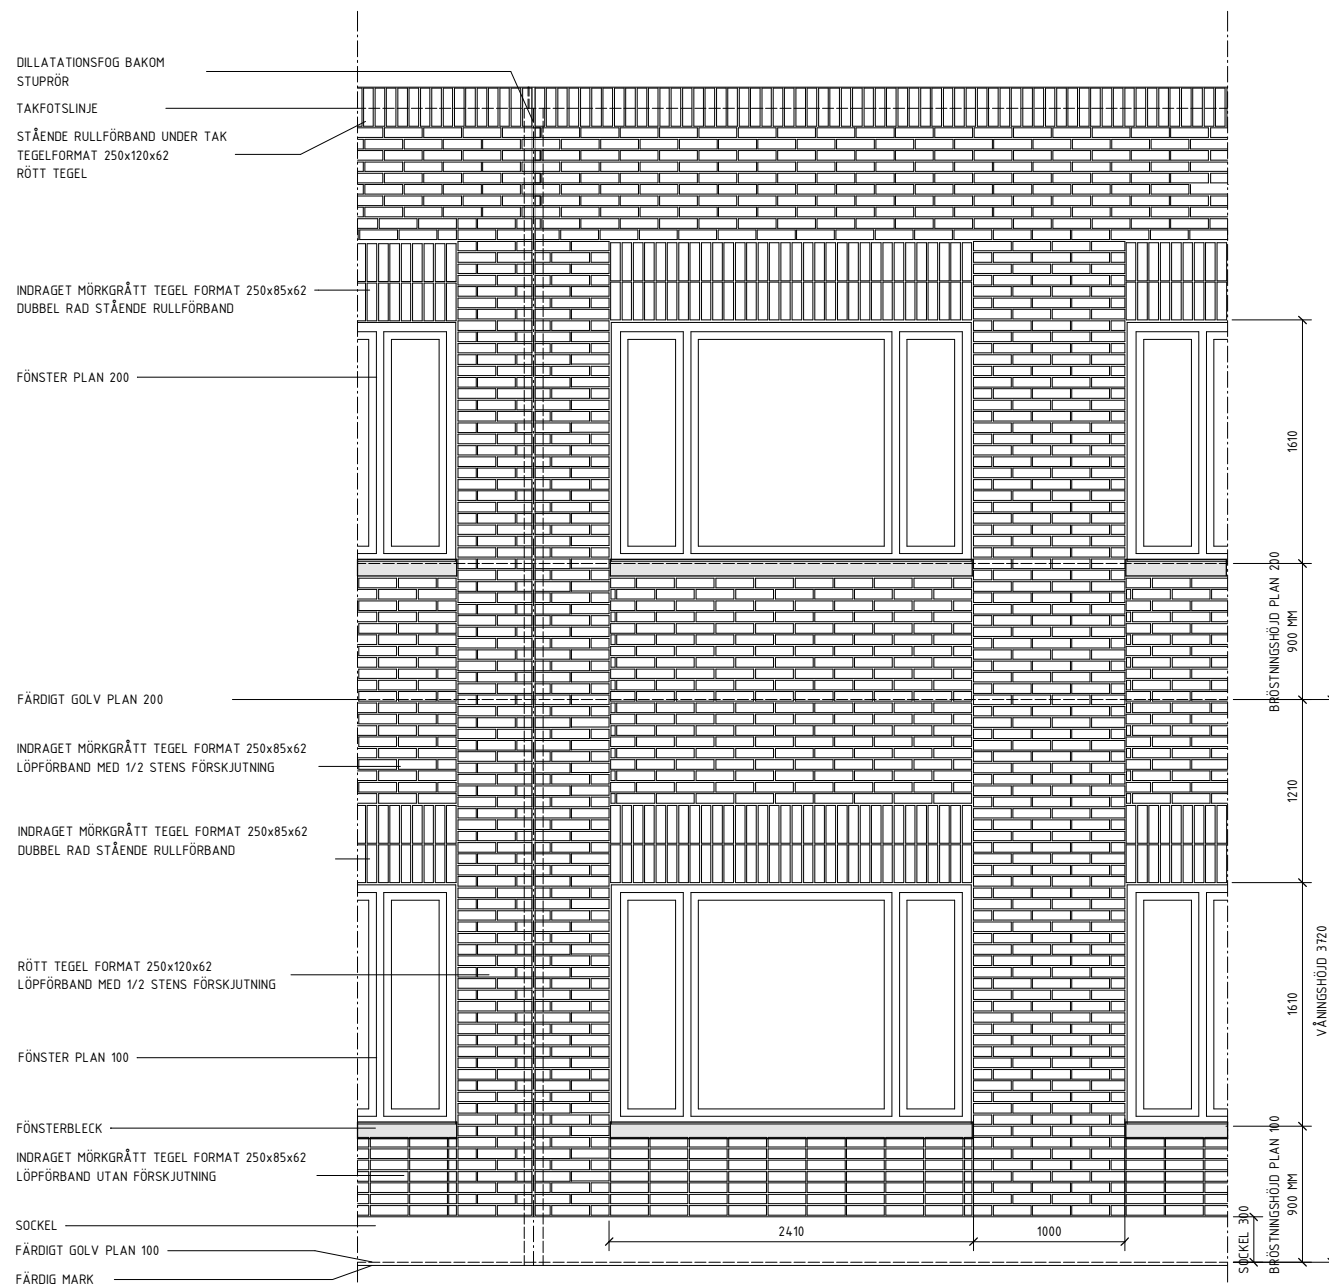 DILLATATIONSFOG BAKOM
STUPRÖR
TAKFOTSLINJE
STÅENDE RULLFÖRBAND UNDER TAK
TEGELFORMAT 250x120x62
RÖTT TEGEL
INDRAGET MÖRKGRÅTT TEGEL FORMAT 250x85x62
DUBBEL RAD STÅENDE RULLFÖRBAND
FÖNSTER PLAN 200
FÄRDIGT GOLV PLAN 200
INDRAGET MÖRKGRÅTT TEGEL FORMAT 250x85x62
LÖPFÖRBAND MED 1/2 STENS FÖRSKJUTNING
INDRAGET MÖRKGRÅTT TEGEL FORMAT 250x85x62
DUBBEL RAD STÅENDE RULLFÖRBAND
RÖTT TEGEL FORMAT 250x120x62
LÖPFÖRBAND MED 1/2 STENS FÖRSKJUTNING
FÖNSTER PLAN 100
FÖNSTERBLECK
INDRAGET MÖRKGRÅTT TEGEL FORMAT 250x85x62
LÖPFÖRBAND UTAN FÖRSKJUTNING
SOCKEL
FÄRDIGT GOLV PLAN 100
FÄRDIG MARK
2410
1000
1610
BRÖSTNINGSHÖJD PLAN 200
900 MM
1210
1610
VÅNINGSHÖJD 3720
BRÖSTNINGSHÖJD PLAN 100
900 MM
SOCKEL 300